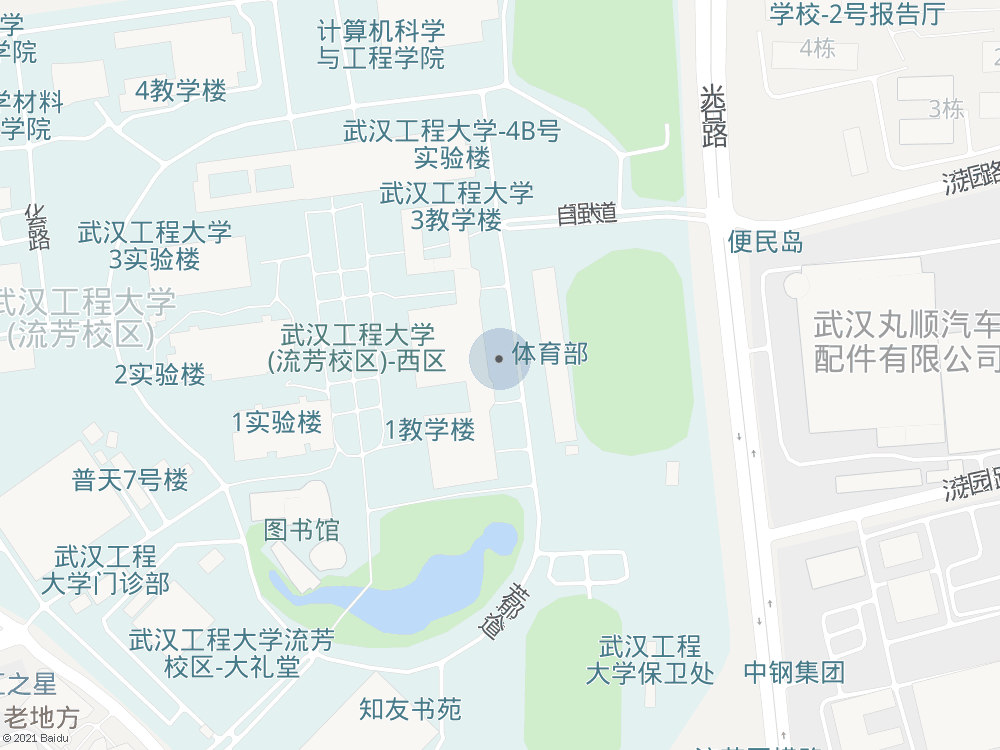 学
学院
计算机科学
与工程学院
学校-2号报告厅
4栋
2
3栋
4教学楼
学材料
学院
光谷路
武汉工程大学-4B号
实验楼
武汉工程大学
3教学楼
流芳园路
自强大道
便民岛
武汉工程大学
3实验楼
武汉工程大学
(流芳校区)
武汉工程大学
(流芳校区)-西区
体育部
武汉丸顺汽车
配件有限公司
2实验楼
1实验楼
1教学楼
普天7号楼
流芳园路
图书馆
武汉工程
大学门诊部
武汉工程大学流芳
校区-大礼堂
武汉工程
大学保卫处
中钢集团
江之星
老地方
知友书苑
© 2021 Baidu